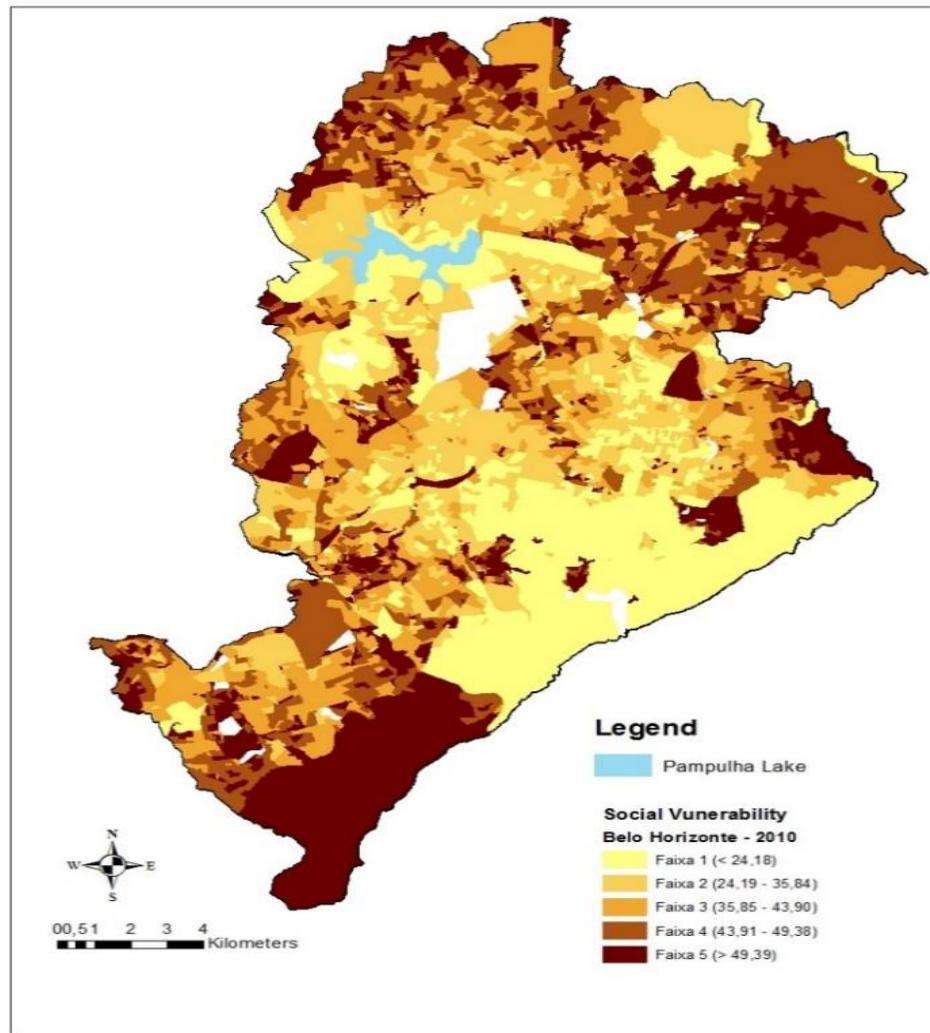 Legend
Pampulha Lake
Social Vunerability
Belo Horizonte - 2010
Faixa 1 (< 24,18)
Faixa 2 (24,19 - 35,84)
Faixa 3 (35,85 - 43,90)
Faixa 4 (43,91 - 49,38)
Faixa 5 (> 49,39)
N
W E
S
00,51 2 3 4
Kilometers